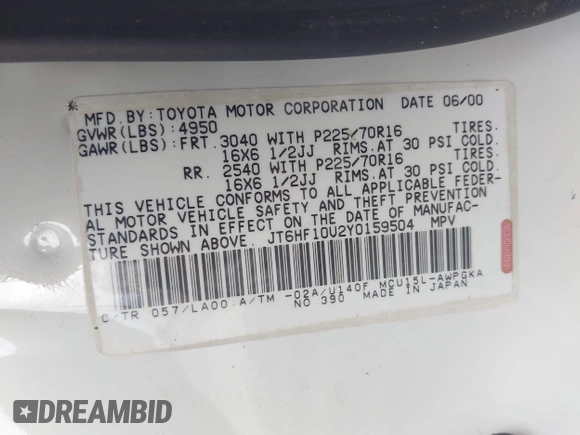 MFD.BY:TOYOTA MOTOR CORPORATION DATE 06/00
GVWR(LBS):4950
GAWR(LBS):FRT.3040 WITH P225/70R16 TIRES.
16X6 1/2JJ RIMS.AT 30 PSI COLD.
RR. 2540 WITH P225/70R16 TIRES.
16X6 1/2JJ RIMS.AT 30 PSI COLD.
THIS VEHICLE CONFORMS TO ALL APPLICABLE FEDER-
AL MOTOR VEHICLE SAFETY AND THEFT PREVENTION
STANDARDS IN EFFECT ON THE DATE OF MANUFAC-
TURE SHOWN ABOVE. JT6HF10U2Y0159504 MPV
C/TR 057/LA00.A/TM -02A/U140F MCU15L-AWPGKA
NO 390 MADE IN JAPAN
DREAMBID